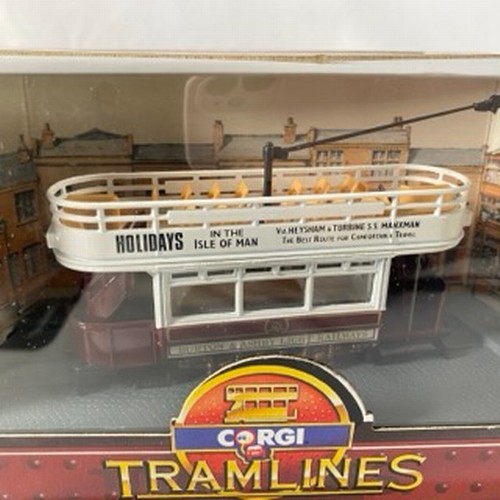 HOLIDAYS IN THE ISLE OF MAN
VIA HEYSHAM & TURBINE S.S. MANXMAN
THE BEST ROUTE FOR COMFORTABLE TRAVEL
BURTON & ASHBY LIGHT RAILWAYS
CORGI
TRAMLINES